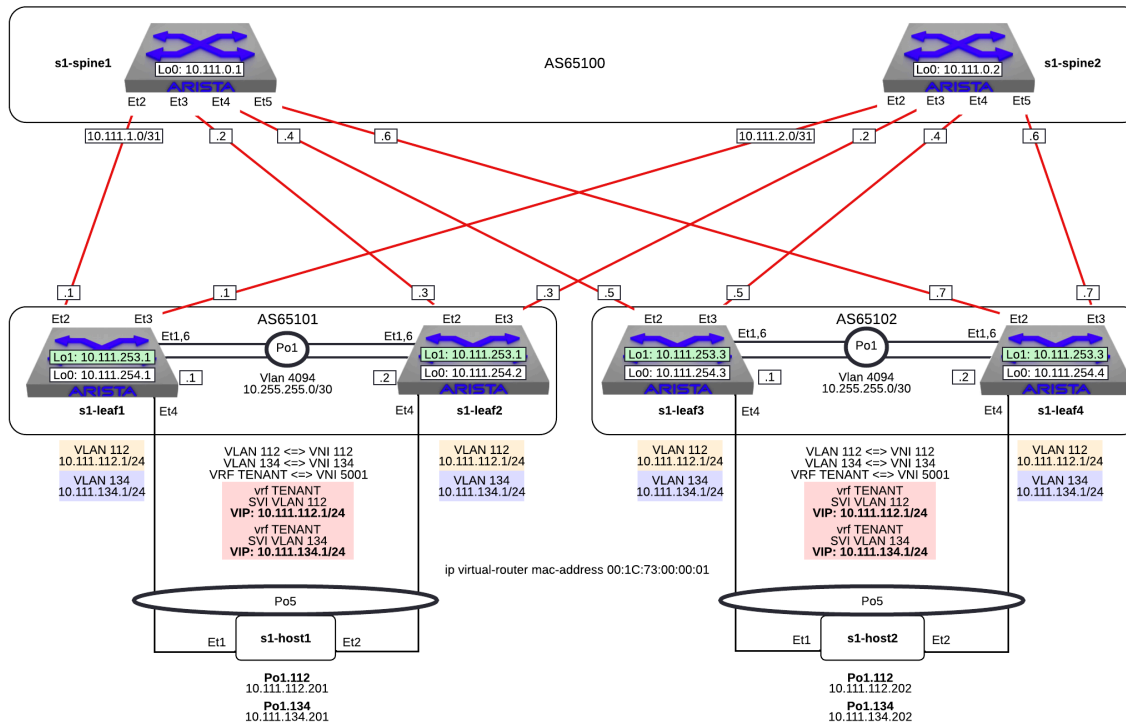 s1-spine1
Lo0: 10.111.0.1
ARISTA
Et2
Et3
Et4
Et5
AS65100
Lo0: 10.111.0.2
ARISTA
s1-spine2
Et2
Et3
Et4
Et5
10.111.1.0/31
.2
.4
.6
10.111.2.0/31
.2
.4
.6
.1
.1
.3
.3
.5
.5
.7
.7
Et2
Et3
AS65101
Et2
Et3
Et1,6
Po1
Et1,6
Lo1: 10.111.253.1
Lo0: 10.111.254.1
ARISTA
.1
Vlan 4094
10.255.255.0/30
.2
Lo1: 10.111.253.1
Lo0: 10.111.254.2
ARISTA
s1-leaf1
Et4
Et4
s1-leaf2
Et2
Et3
AS65102
Et2
Et3
Et1,6
Po1
Et1,6
Lo1: 10.111.253.3
Lo0: 10.111.254.3
ARISTA
.1
Vlan 4094
10.255.255.0/30
.2
Lo1: 10.111.253.3
Lo0: 10.111.254.4
ARISTA
s1-leaf3
Et4
Et4
s1-leaf4
VLAN 112
10.111.112.1/24
VLAN 134
10.111.134.1/24
VLAN 112 <=> VNI 112
VLAN 134 <=> VNI 134
VRF TENANT <=> VNI 5001
vrf TENANT
SVI VLAN 112
VIP: 10.111.112.1/24
vrf TENANT
SVI VLAN 134
VIP: 10.111.134.1/24
VLAN 112
10.111.112.1/24
VLAN 134
10.111.134.1/24
VLAN 112
10.111.112.1/24
VLAN 134
10.111.134.1/24
VLAN 112 <=> VNI 112
VLAN 134 <=> VNI 134
VRF TENANT <=> VNI 5001
vrf TENANT
SVI VLAN 112
VIP: 10.111.112.1/24
vrf TENANT
SVI VLAN 134
VIP: 10.111.134.1/24
VLAN 112
10.111.112.1/24
VLAN 134
10.111.134.1/24
ip virtual-router mac-address 00:1C:73:00:00:01
Po5
Et1
s1-host1
Et2
Po1.112
10.111.112.201
Po1.134
10.111.134.201
Po5
Et1
s1-host2
Et2
Po1.112
10.111.112.202
Po1.134
10.111.134.202